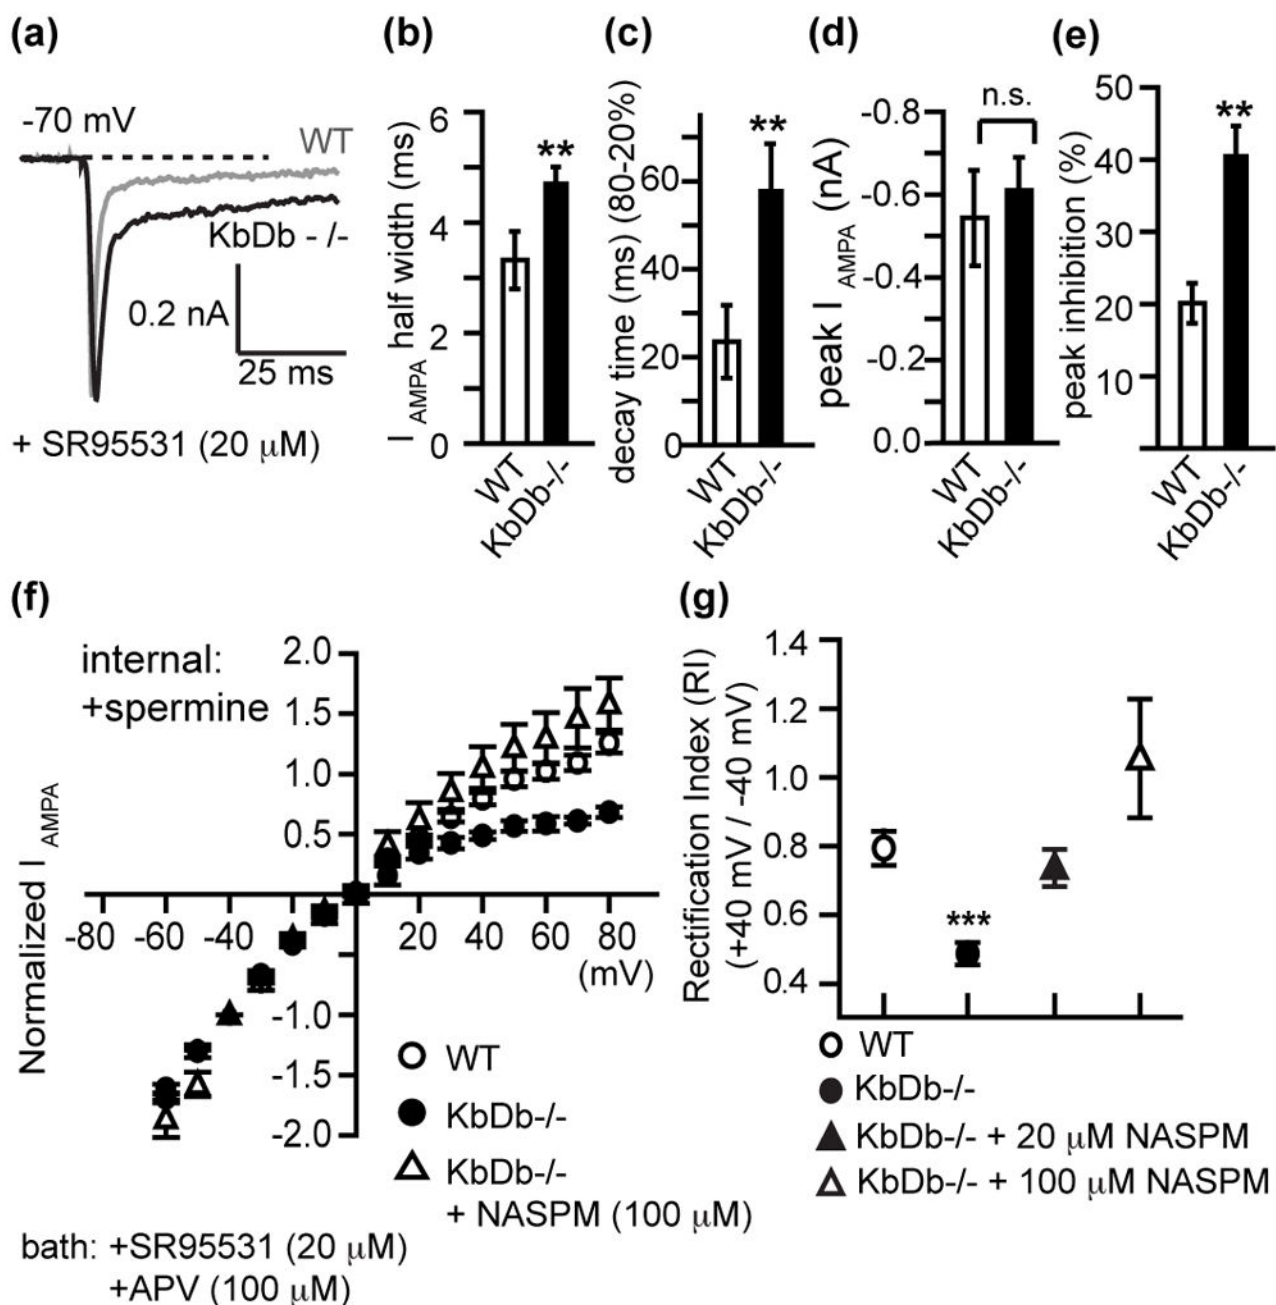 (a)
-70 mV
WT
KbDb - /-
0.2 nA
25 ms
+ SR95531 (20 μM)
(b)
I AMPA half width (ms)
6
4
2
0
**
WT
KbDb-/-
(c)
decay time (ms) (80-20%)
60
40
20
0
**
WT
KbDb-/-
(d)
peak I AMPA (nA)
-0.8
-0.6
-0.4
-0.2
0.0
n.s.
WT
KbDb-/-
(e)
peak inhibition (%)
50
40
30
20
10
**
WT
KbDb-/-
(f)
internal:
+spermine
Normalized I AMPA
2.0
1.5
1.0
0.5
-80 -60 -40 20 40 60 80
(mV)
-1.0
-1.5
-2.0
WT
KbDb-/-
KbDb-/-
+ NASPM (100 μM)
bath: +SR95531 (20 μM)
+APV (100 μM)
(g)
Rectification Index (RI)
(+40 mV / -40 mV)
1.4
1.2
1.0
0.8
0.6
0.4
***
WT
KbDb-/-
KbDb-/- + 20 μM NASPM
KbDb-/- + 100 μM NASPM